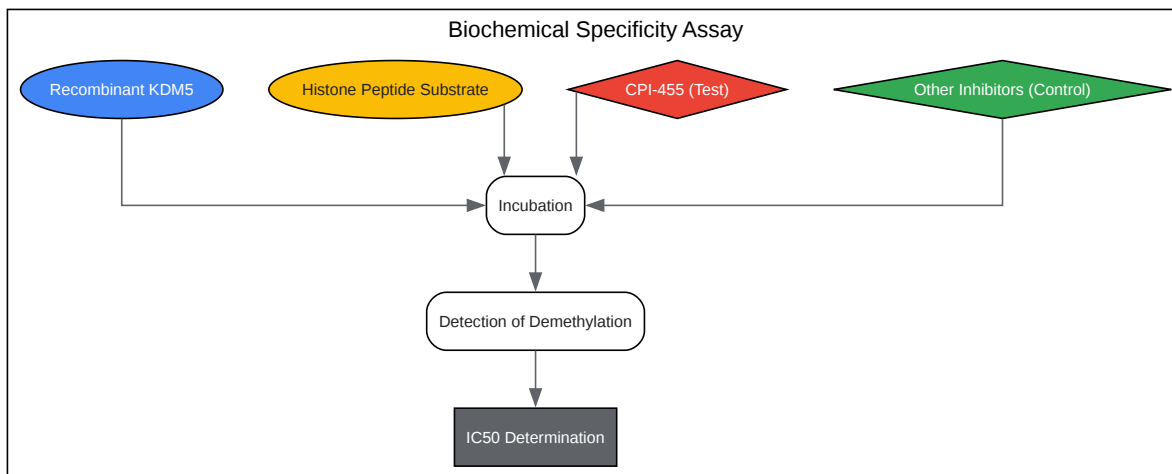 Biochemical Specificity Assay
Recombinant KDM5
Histone Peptide Substrate
CPI-455 (Test)
Other Inhibitors (Control)
Incubation
Detection of Demethylation
IC50 Determination